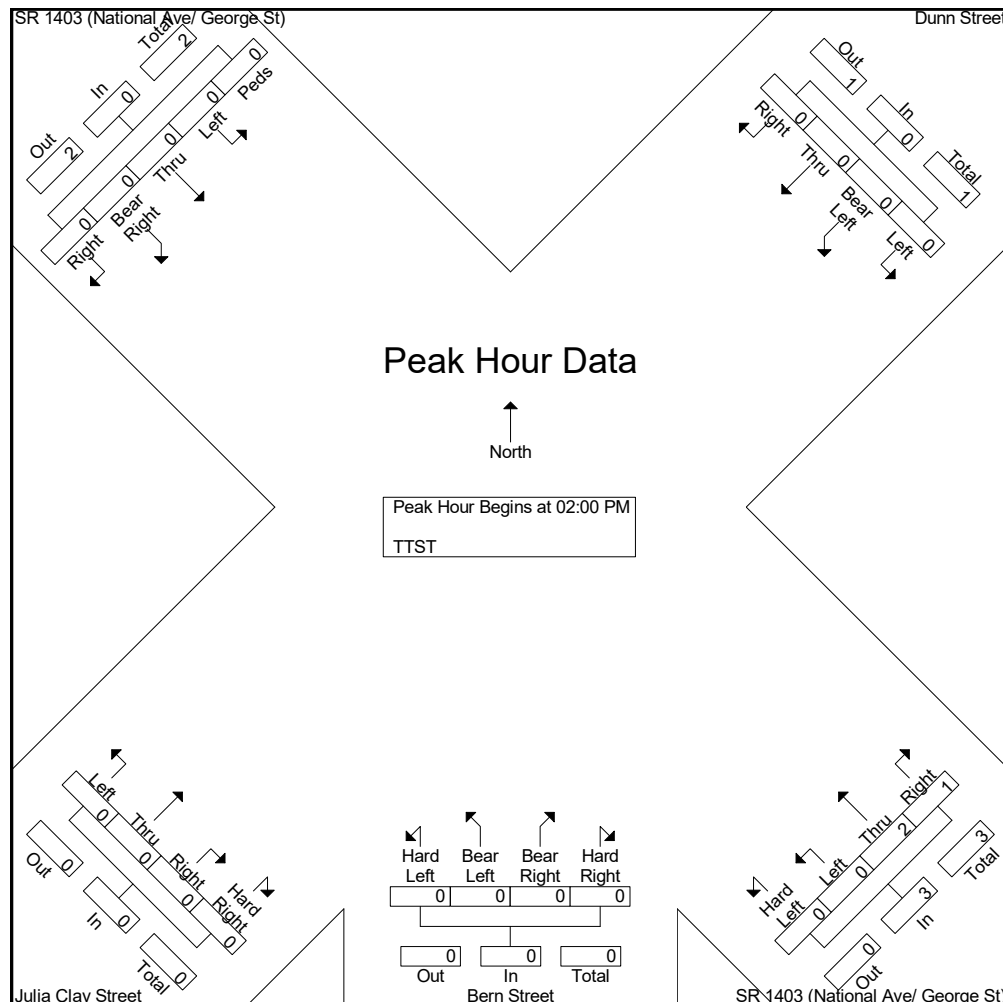 SR 1403 (National Ave/ George St)
Out In Total
2 0 2
0 0 0 0 0
Right Bear Right Thru Left Peds
Dunn Street
Out In Total
1 0 1
0 0 0 0
Right Thru Bear Left Left
Peak Hour Data
North
Peak Hour Begins at 02:00 PM
TTST
Left Thru Right Hard Right
0 0 0 0
Out In Total
0 0 0
Julia Clay Street
Hard Left Bear Left Bear Right Hard Right
0 0 0 0
0 0 0
Out In Total
Bern Street
Hard Left Left Thru Right
0 0 2 1
0 3 3
Out In Total
SR 1403 (National Ave/ George St)